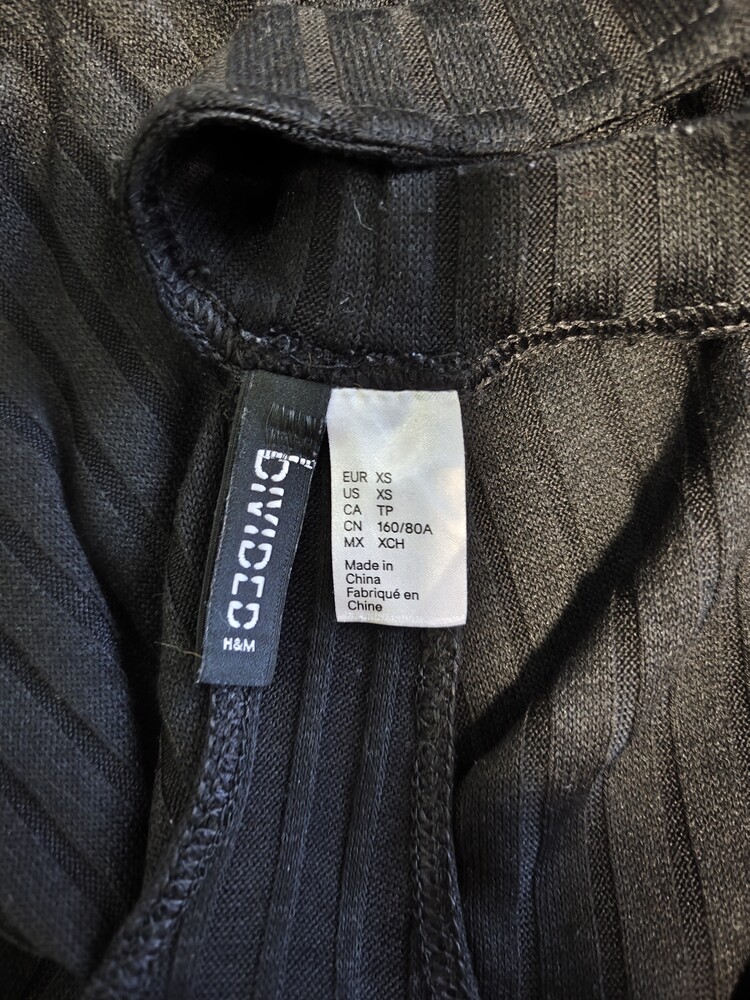 DIVIDED
H&M
EUR XS
US XS
CA TP
CN 160/80A
MX XCH
Made in
China
Fabriqué en
Chine